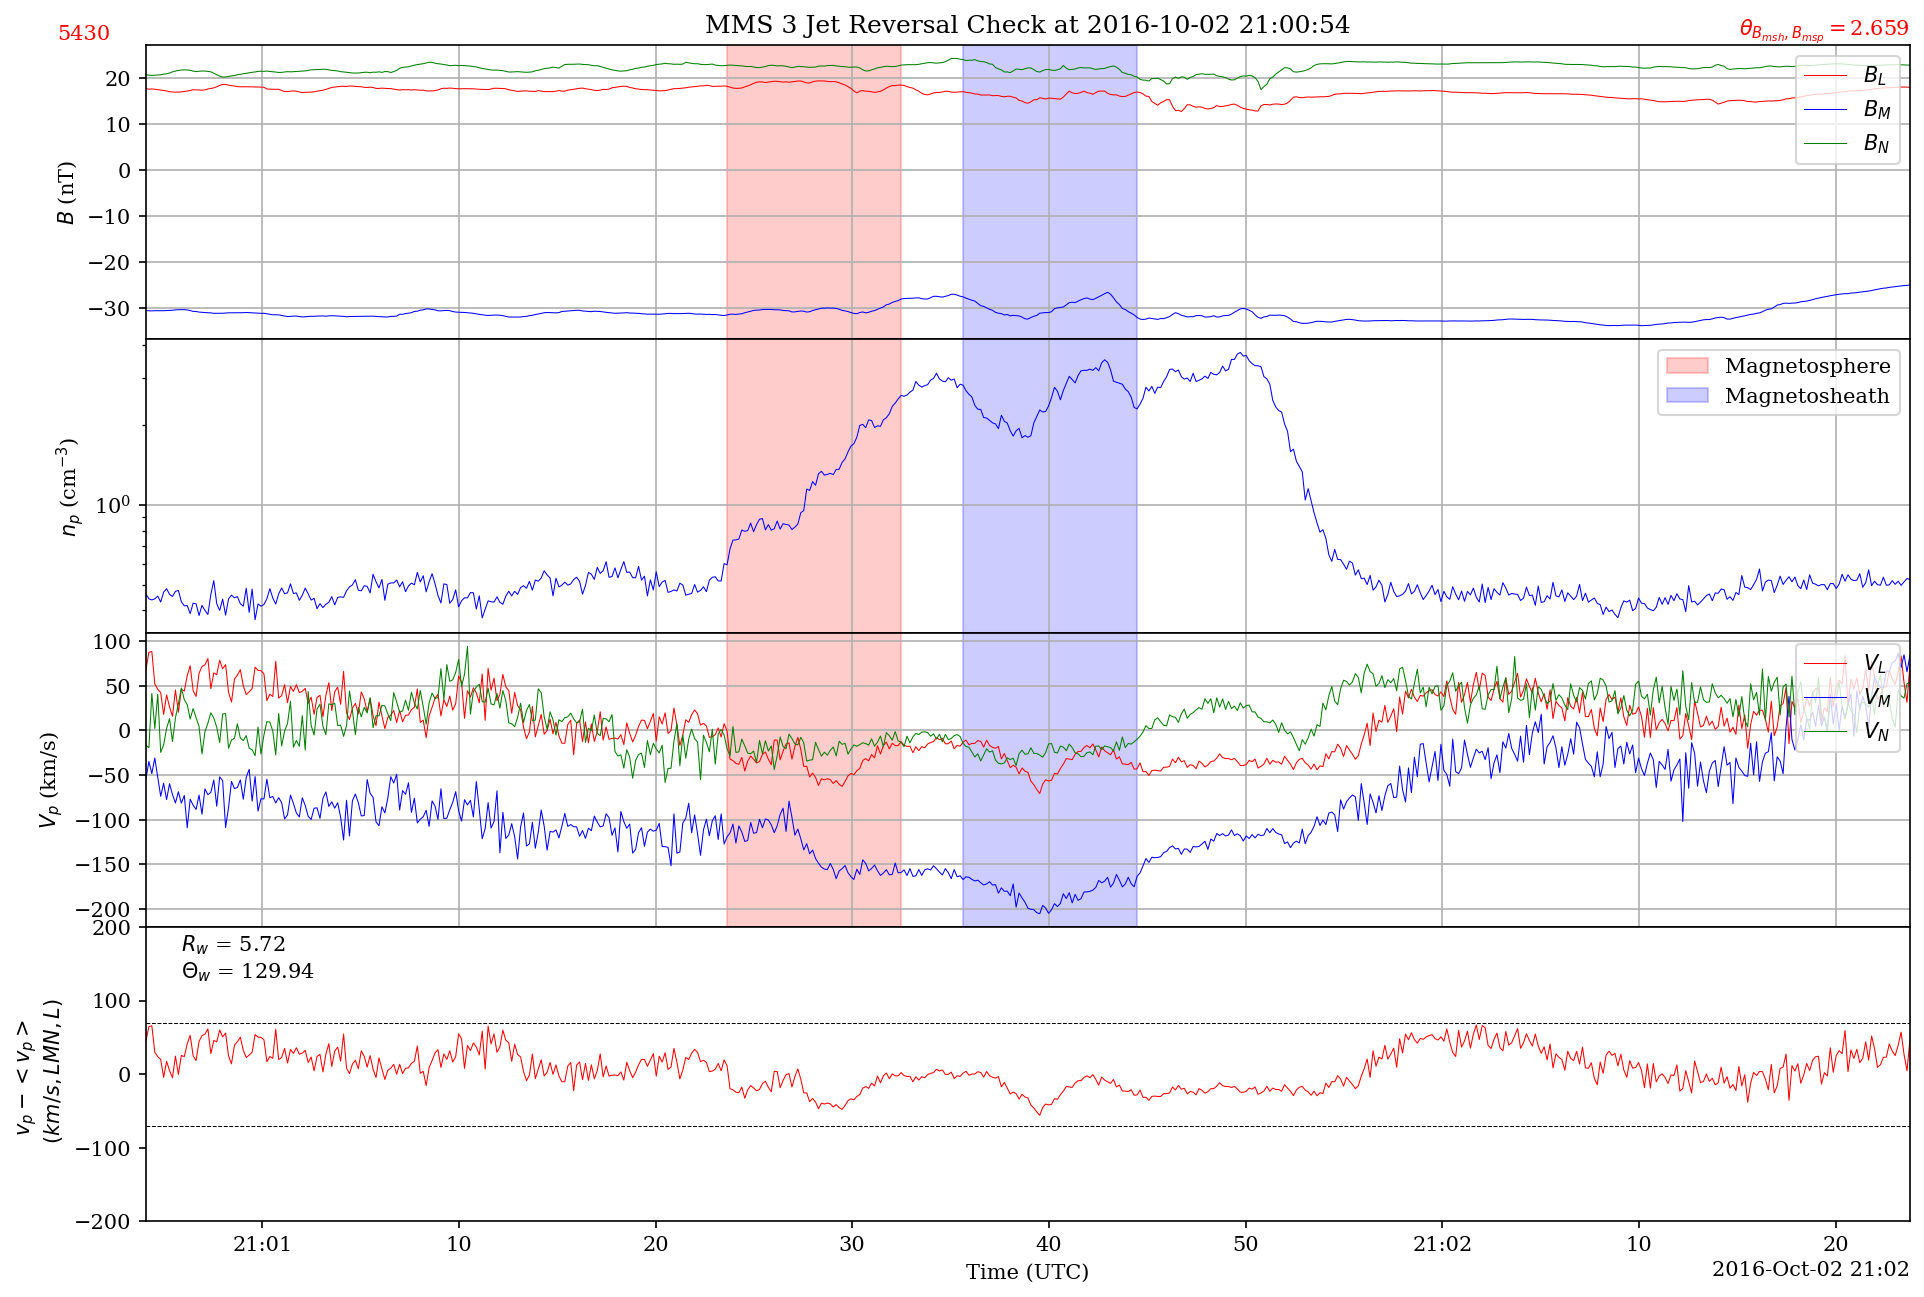 MMS 3 Jet Reversal Check at 2016-10-02 21:00:54
5430
θ_{B_{msh}, B_{msp}} = 2.659
20
10
0
−10
−20
−30
B (nT)
B_L
B_M
B_N
10^0
n_p (cm^{−3})
Magnetosphere
Magnetosheath
100
50
0
−50
−100
−150
−200
V_p (km/s)
V_L
V_M
V_N
200
100
0
−100
−200
v_p − <v_p>
(km/s, LMN, L)
R_w = 5.72
Θ_w = 129.94
21:01
10
20
30
40
50
21:02
10
20
Time (UTC)
2016-Oct-02 21:02